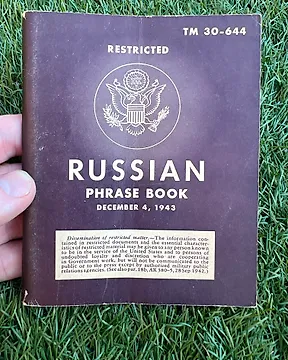 TM 30-644
RESTRICTED
RUSSIAN
PHRASE BOOK
DECEMBER 4, 1943
Dissemination of restricted matter.—The information con-
tained in restricted documents and the essential character-
istics of restricted material may be given to any person known
to be in the service of the United States and to persons of
undoubted loyalty and discretion who are cooperating
in Government work, but will not be communicated to the
public or to the press except by authorized military public
relations agencies. (See also par. 18b, AR 380-5, 28 Sep 1942.)